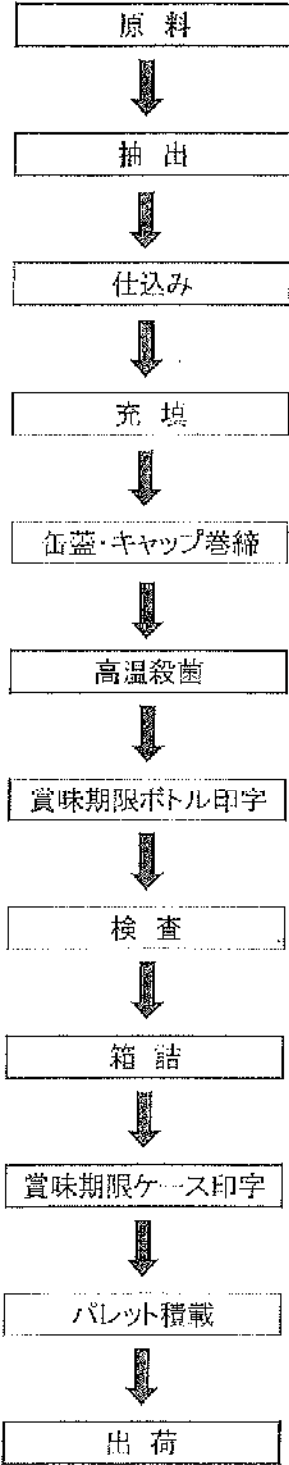 原料
抽出
仕込み
充填
缶蓋・キャップ巻締
高温殺菌
賞味期限ボトル印字
検査
箱詰
賞味期限ケース印字
パレット積載
出荷